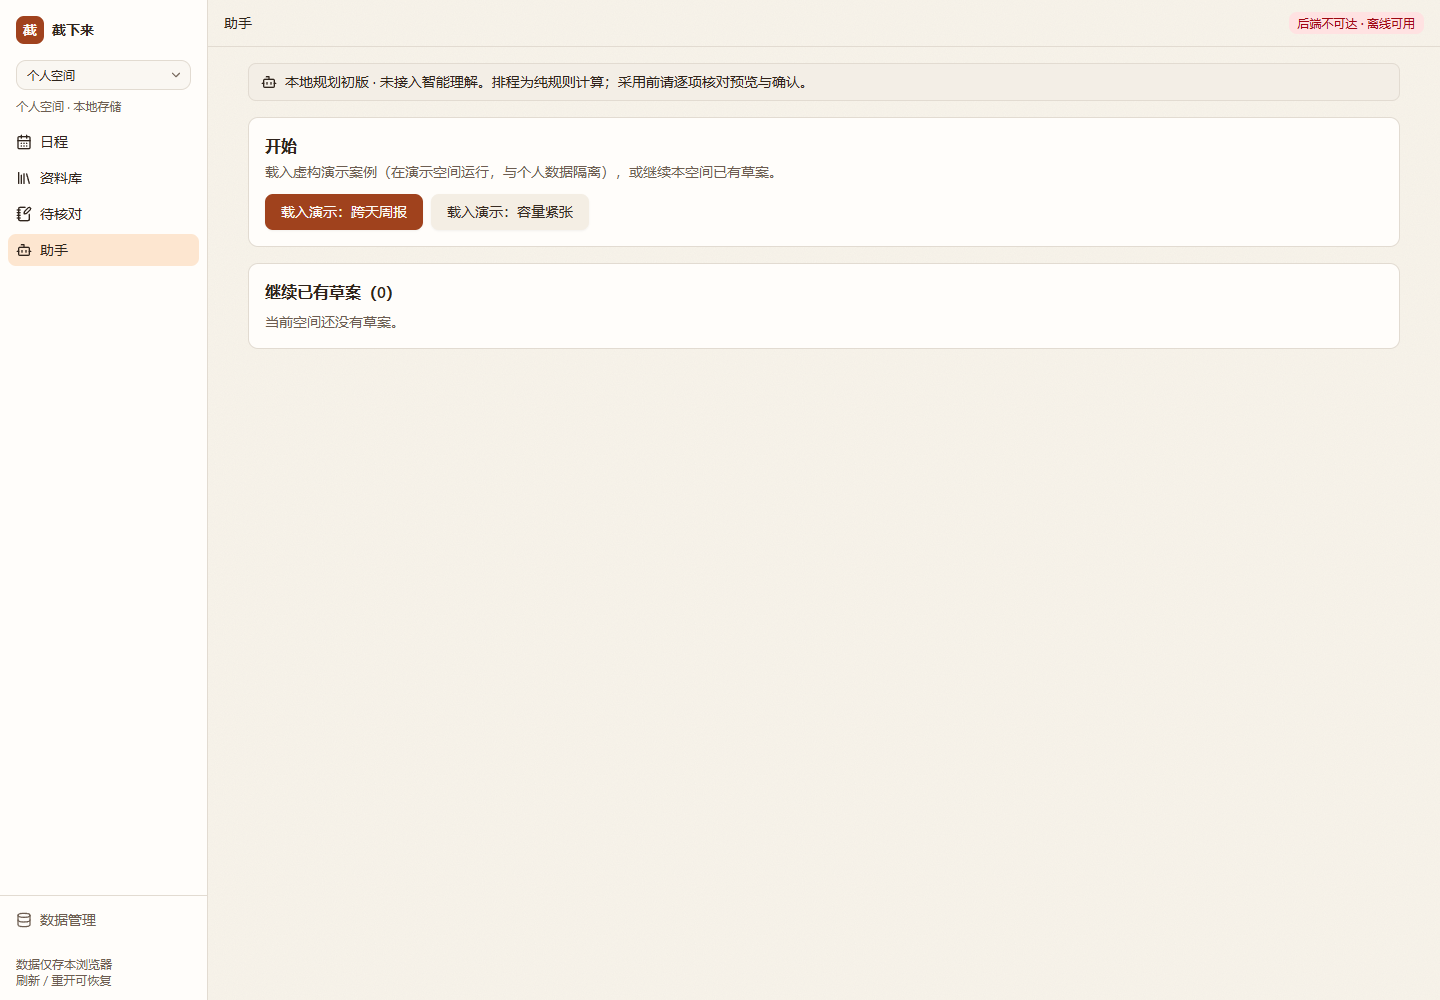 截 截下来
个人空间
个人空间 · 本地存储
日程
资料库
待核对
助手
数据管理
数据仅存本浏览器
刷新 / 重开可恢复
助手
后端不可达 · 离线可用
本地规划初版 · 未接入智能理解。排程为纯规则计算；采用前请逐项核对预览与确认。
开始
载入虚构演示案例（在演示空间运行，与个人数据隔离），或继续本空间已有草案。
载入演示：跨天周报
载入演示：容量紧张
继续已有草案（0）
当前空间还没有草案。